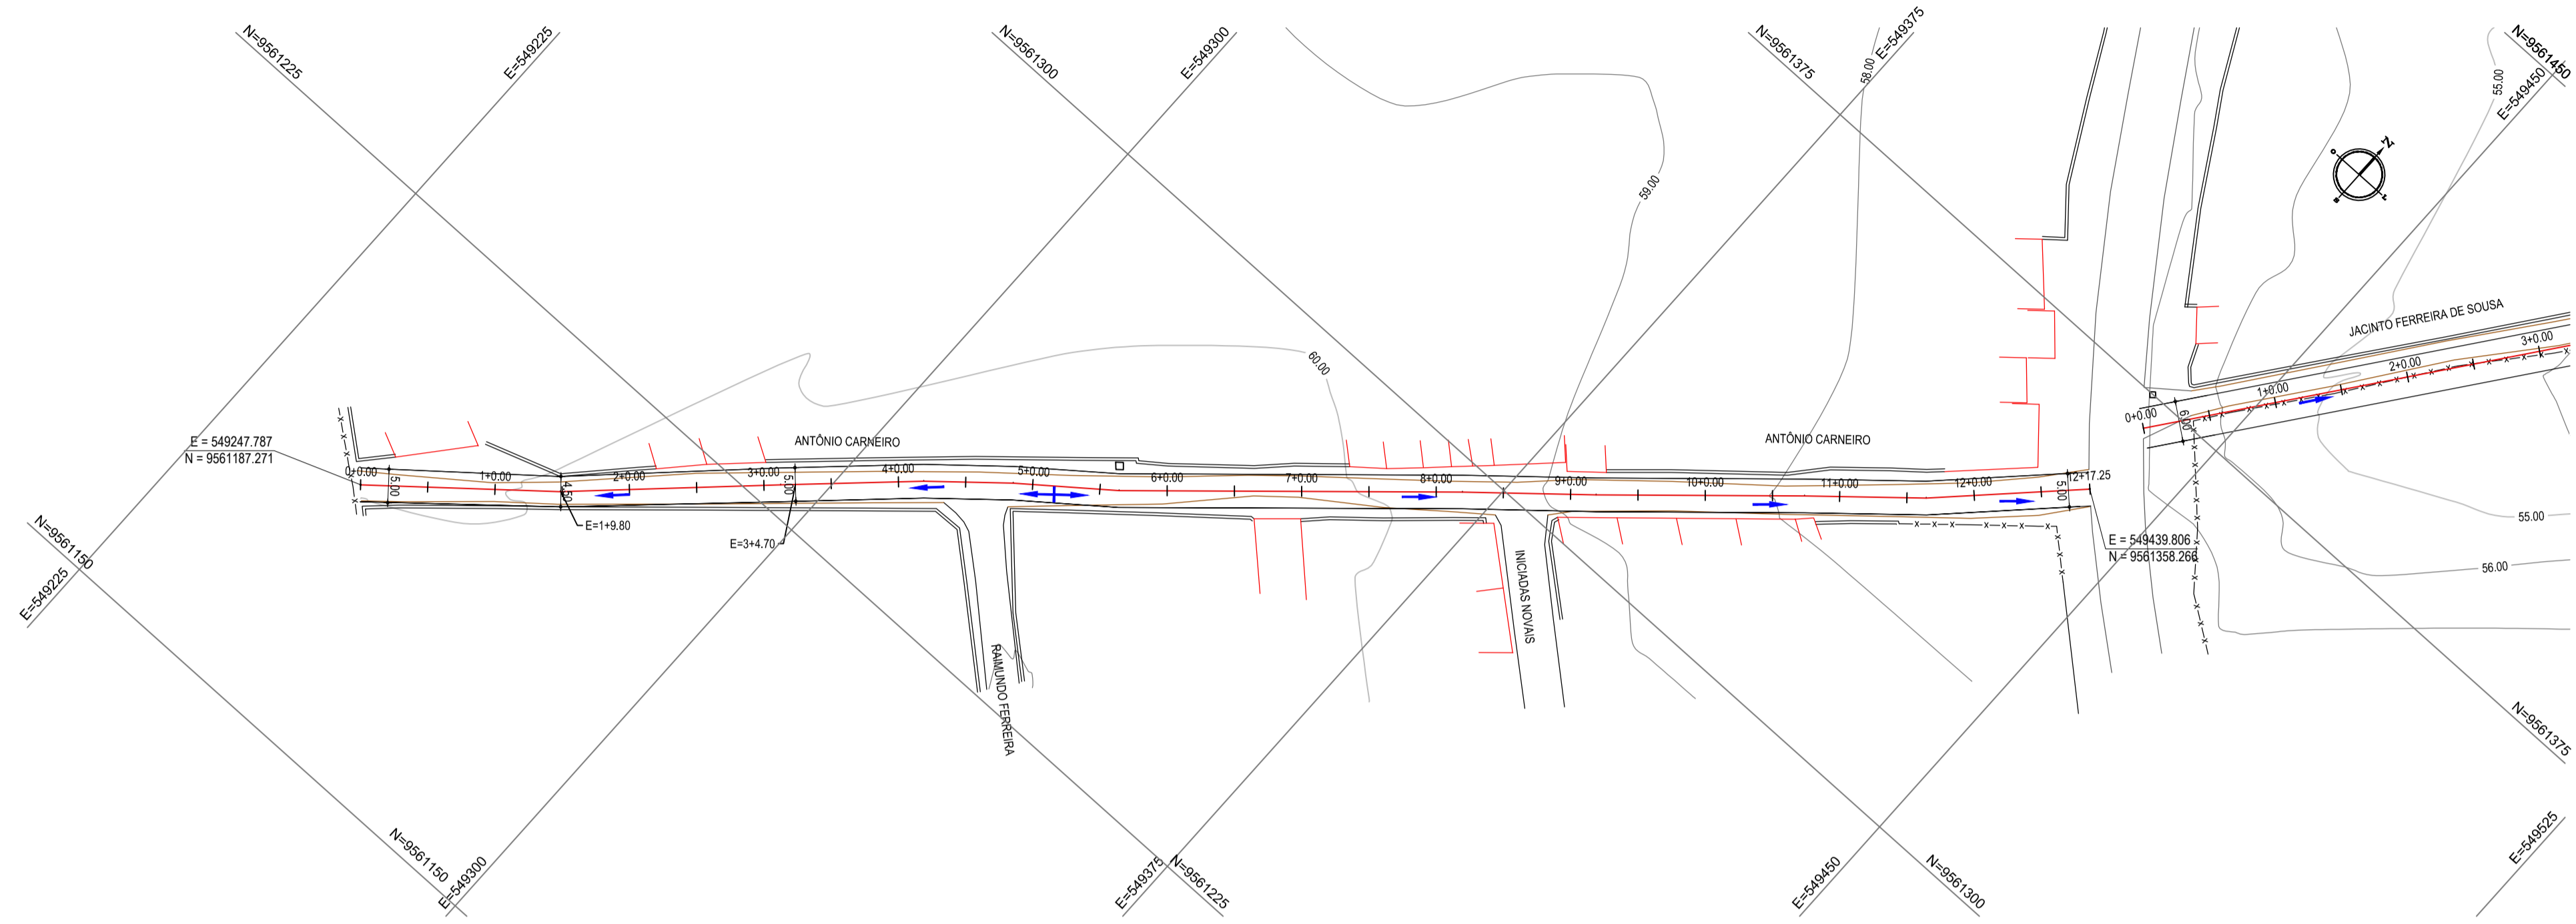 N=9561225
E=549225
N=9561300
E=549300
N=9561375
E=549375
58.00
55.00
N=9561450
E=549450
N
O
59.00
60.00
JACINTO FERREIRA DE SOUSA
0+0.00
1+0.00
2+0.00
3+0.00
6.00
E = 549247.787
N = 9561187.271
ANTÔNIO CARNEIRO
ANTÔNIO CARNEIRO
0+0.00
1+0.00
2+0.00
3+0.00
4+0.00
5+0.00
6+0.00
7+0.00
8+0.00
9+0.00
10+0.00
11+0.00
12+0.00
12+17.25
5.00
4.50
5.00
5.00
E=1+9.80
E=3+4.70
E = 549439.806
N = 9561358.266
55.00
56.00
N=9561150
E=549225
RAIMUNDO FERREIRA
INICIADAS NOVAIS
N=9561375
N=9561150
E=549300
E=549375
N=9561225
E=549450
N=9561300
E=549525